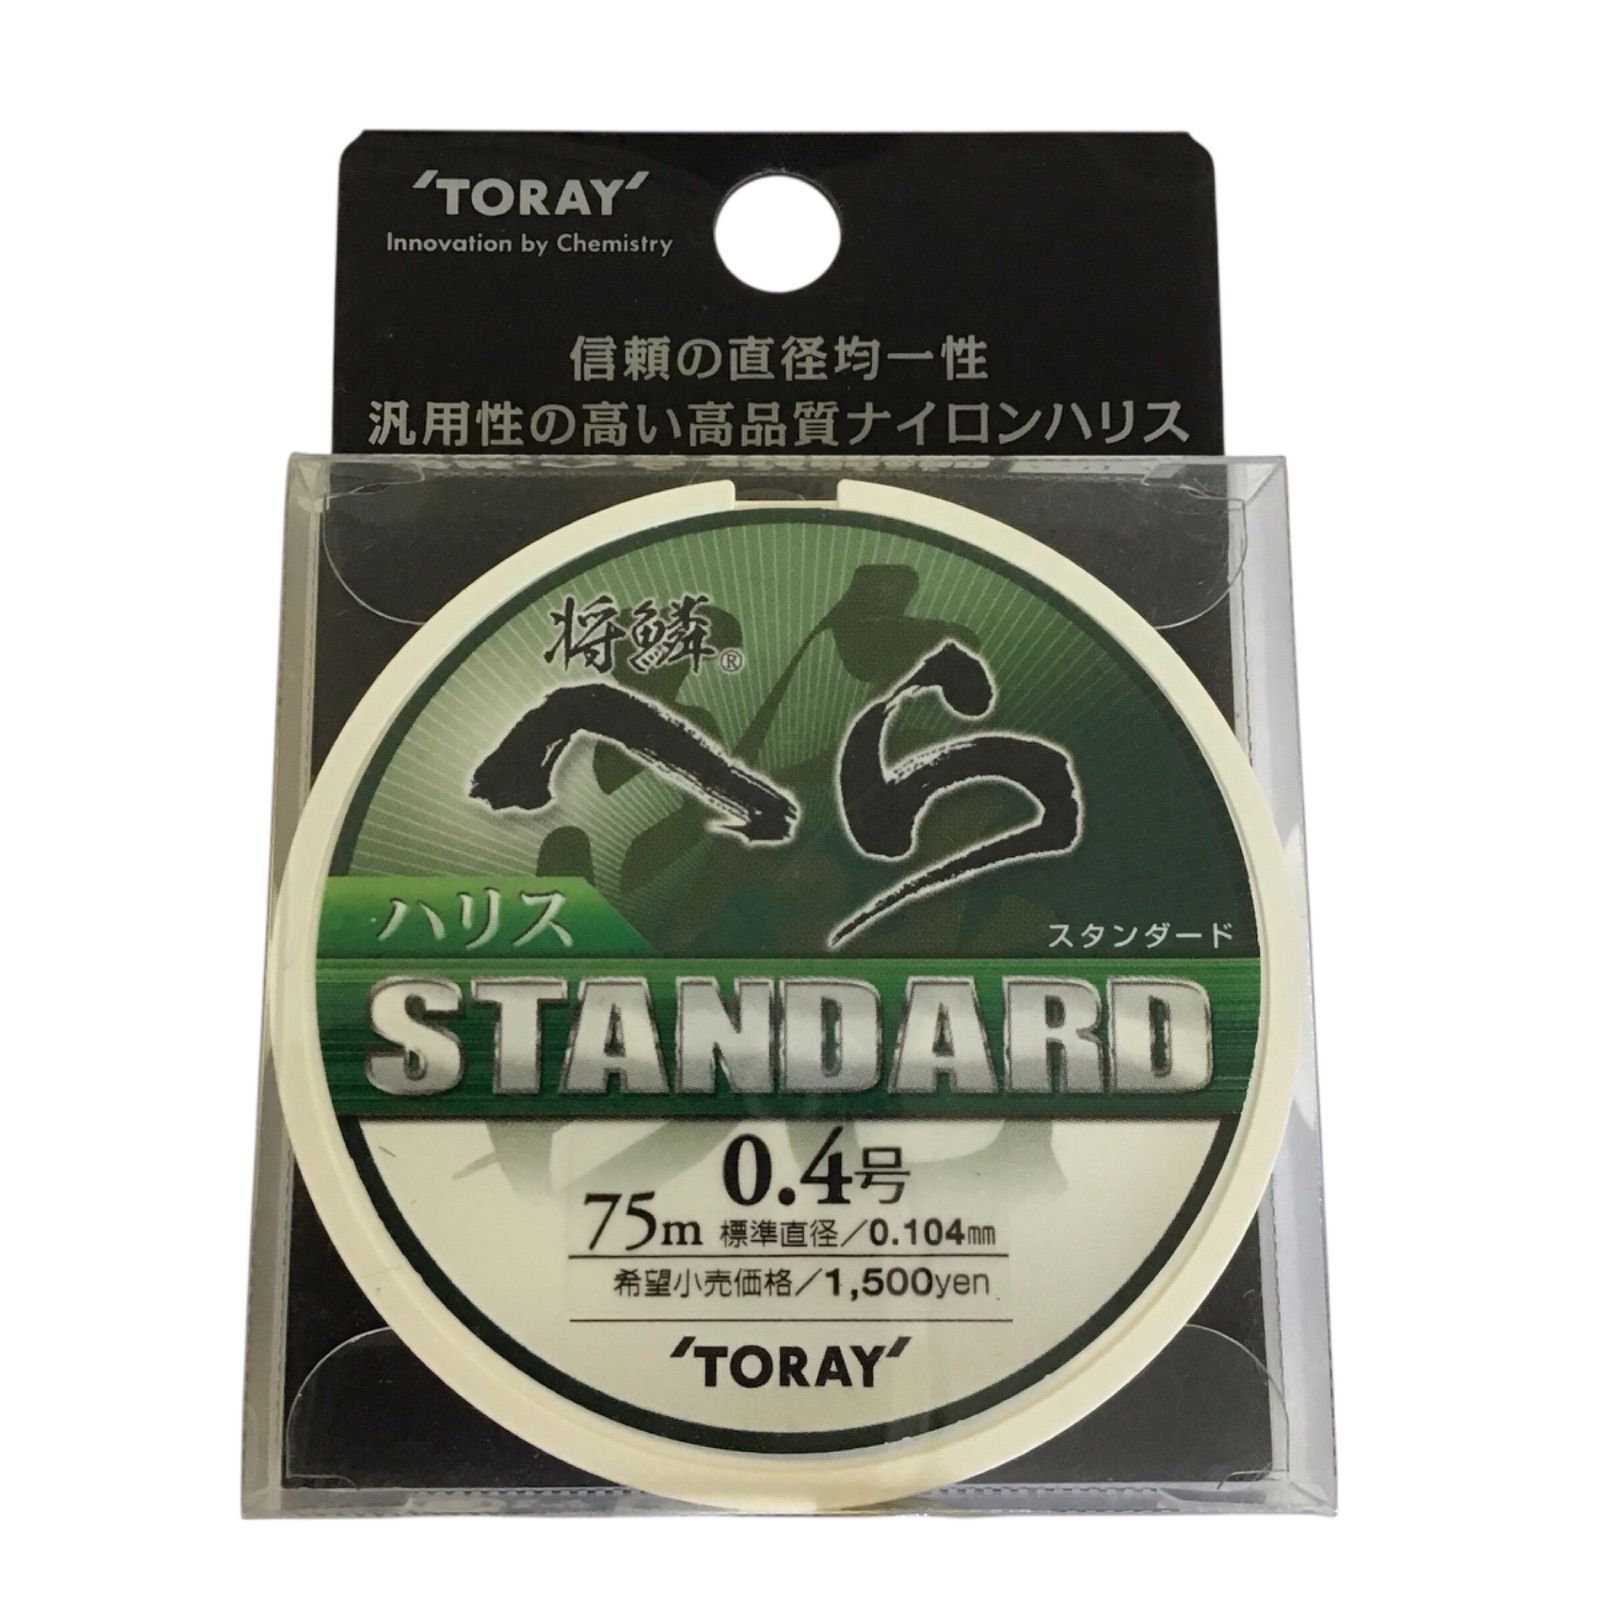 'TORAY'
Innovation by Chemistry
信頼の直径均一性
汎用性の高い高品質ナイロンハリス
将鱗®
へら
ハリス
スタンダード
STANDARD
0.4号
75m 標準直径/0.104mm
希望小売価格/1,500yen
'TORAY'